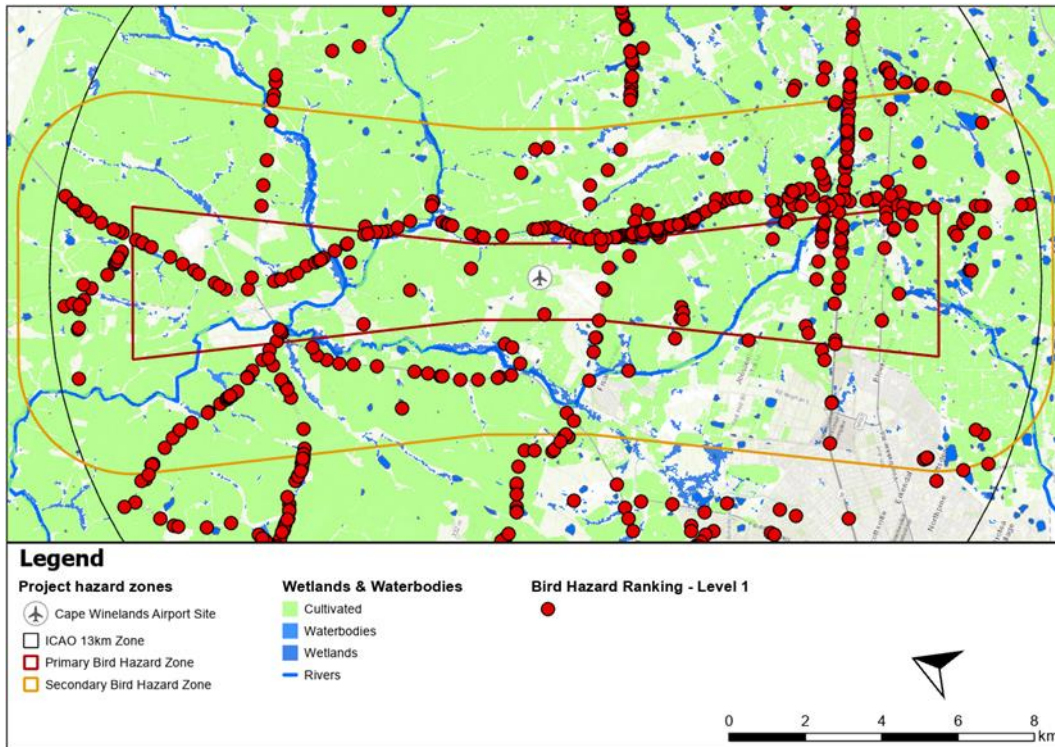 Legend
Project hazard zones
Cape Winelands Airport Site
ICAO 13km Zone
Primary Bird Hazard Zone
Secondary Bird Hazard Zone
Wetlands & Waterbodies
Cultivated
Waterbodies
Wetlands
Rivers
Bird Hazard Ranking - Level 1
0 2 4 6 8 km